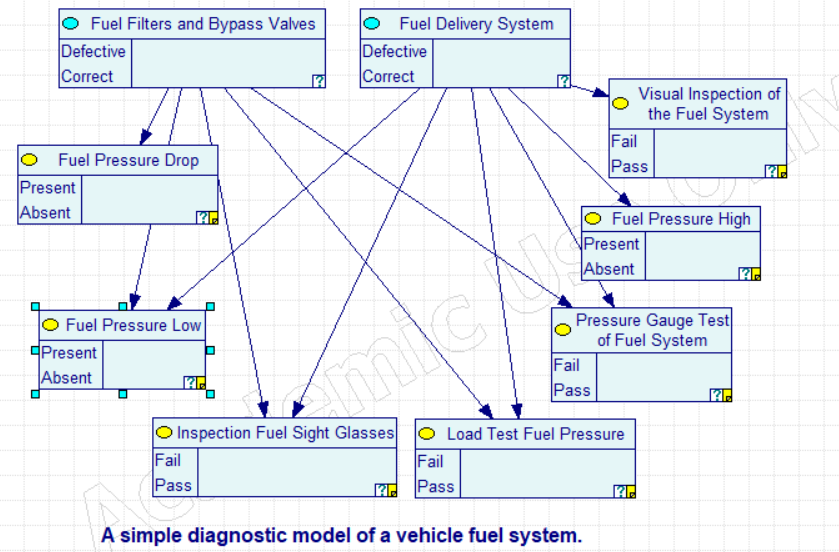 Fuel Filters and Bypass Valves
Defective
Correct
?
Fuel Delivery System
Defective
Correct
?
Visual Inspection of
the Fuel System
Fail
Pass
?
Fuel Pressure Drop
Present
Absent
?
Fuel Pressure High
Present
Absent
?
Fuel Pressure Low
Present
Absent
?
Pressure Gauge Test
of Fuel System
Fail
Pass
?
Inspection Fuel Sight Glasses
Fail
Pass
?
Load Test Fuel Pressure
Fail
Pass
?
A simple diagnostic model of a vehicle fuel system.